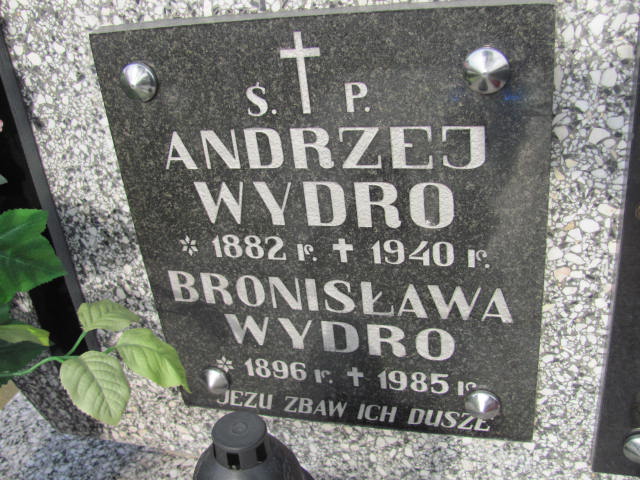 Ś. P.
ANDRZEJ
WYDRO
* 1882 r. † 1940 r.
BRONISŁAWA
WYDRO
* 1896 r. † 1985 r.
JEZU ZBAW ICH DUSZE